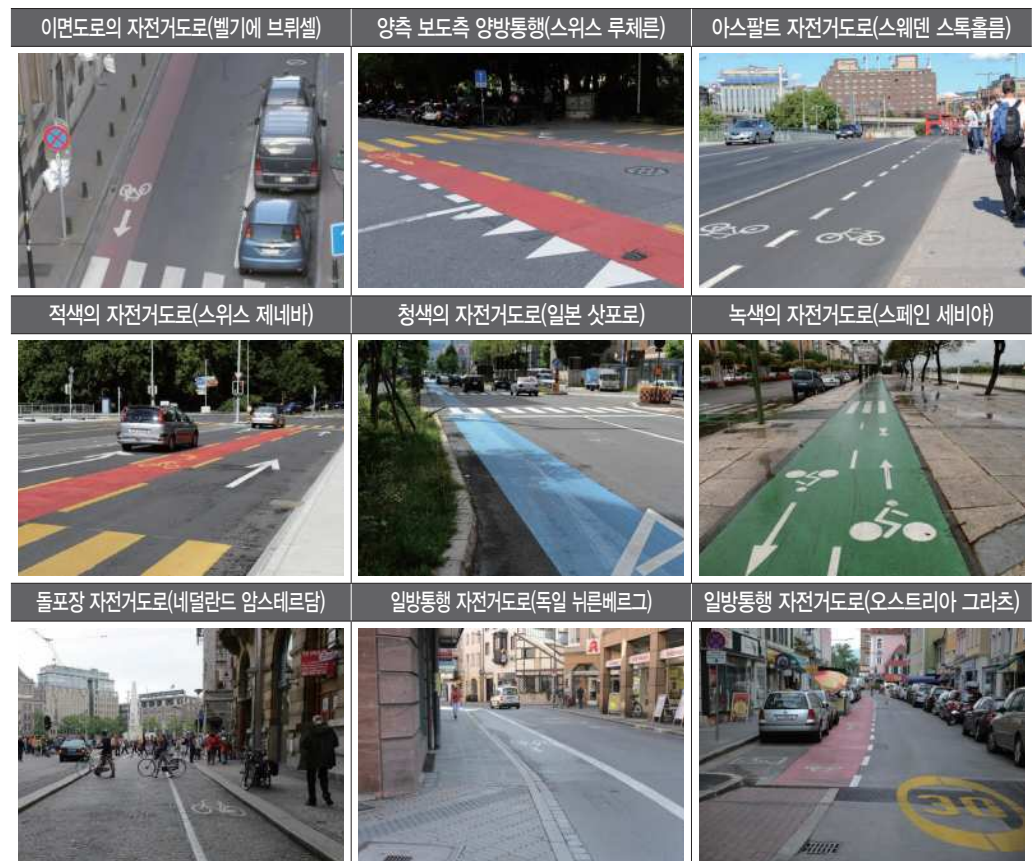 이면도로의 자전거도로(벨기에 브뤼셀)
양측 보도측 양방통행(스위스 루체른)
아스팔트 자전거도로(스웨덴 스톡홀름)
적색의 자전거도로(스위스 제네바)
청색의 자전거도로(일본 삿포로)
녹색의 자전거도로(스페인 세비야)
돌포장 자전거도로(네덜란드 암스테르담)
일방통행 자전거도로(독일 뉘른베르그)
일방통행 자전거도로(오스트리아 그라츠)
30